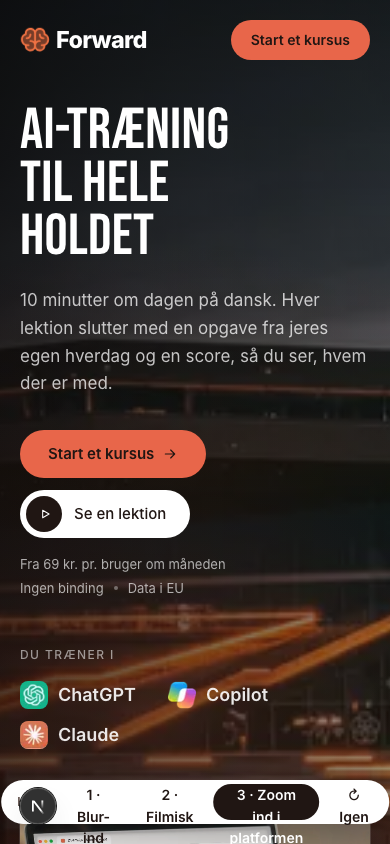 Forward
Start et kursus
AI-TRÆNING
TIL HELE
HOLDET
10 minutter om dagen på dansk. Hver
lektion slutter med en opgave fra jeres
egen hverdag og en score, så du ser, hvem
der er med.
Start et kursus →
Se en lektion
Fra 69 kr. pr. bruger om måneden
Ingen binding • Data i EU
DU TRÆNER I
ChatGPT Copilot
Claude
N
1 · Blur-ind
2 · Filmisk
3 · Zoom ind i platformen
↻ Igen